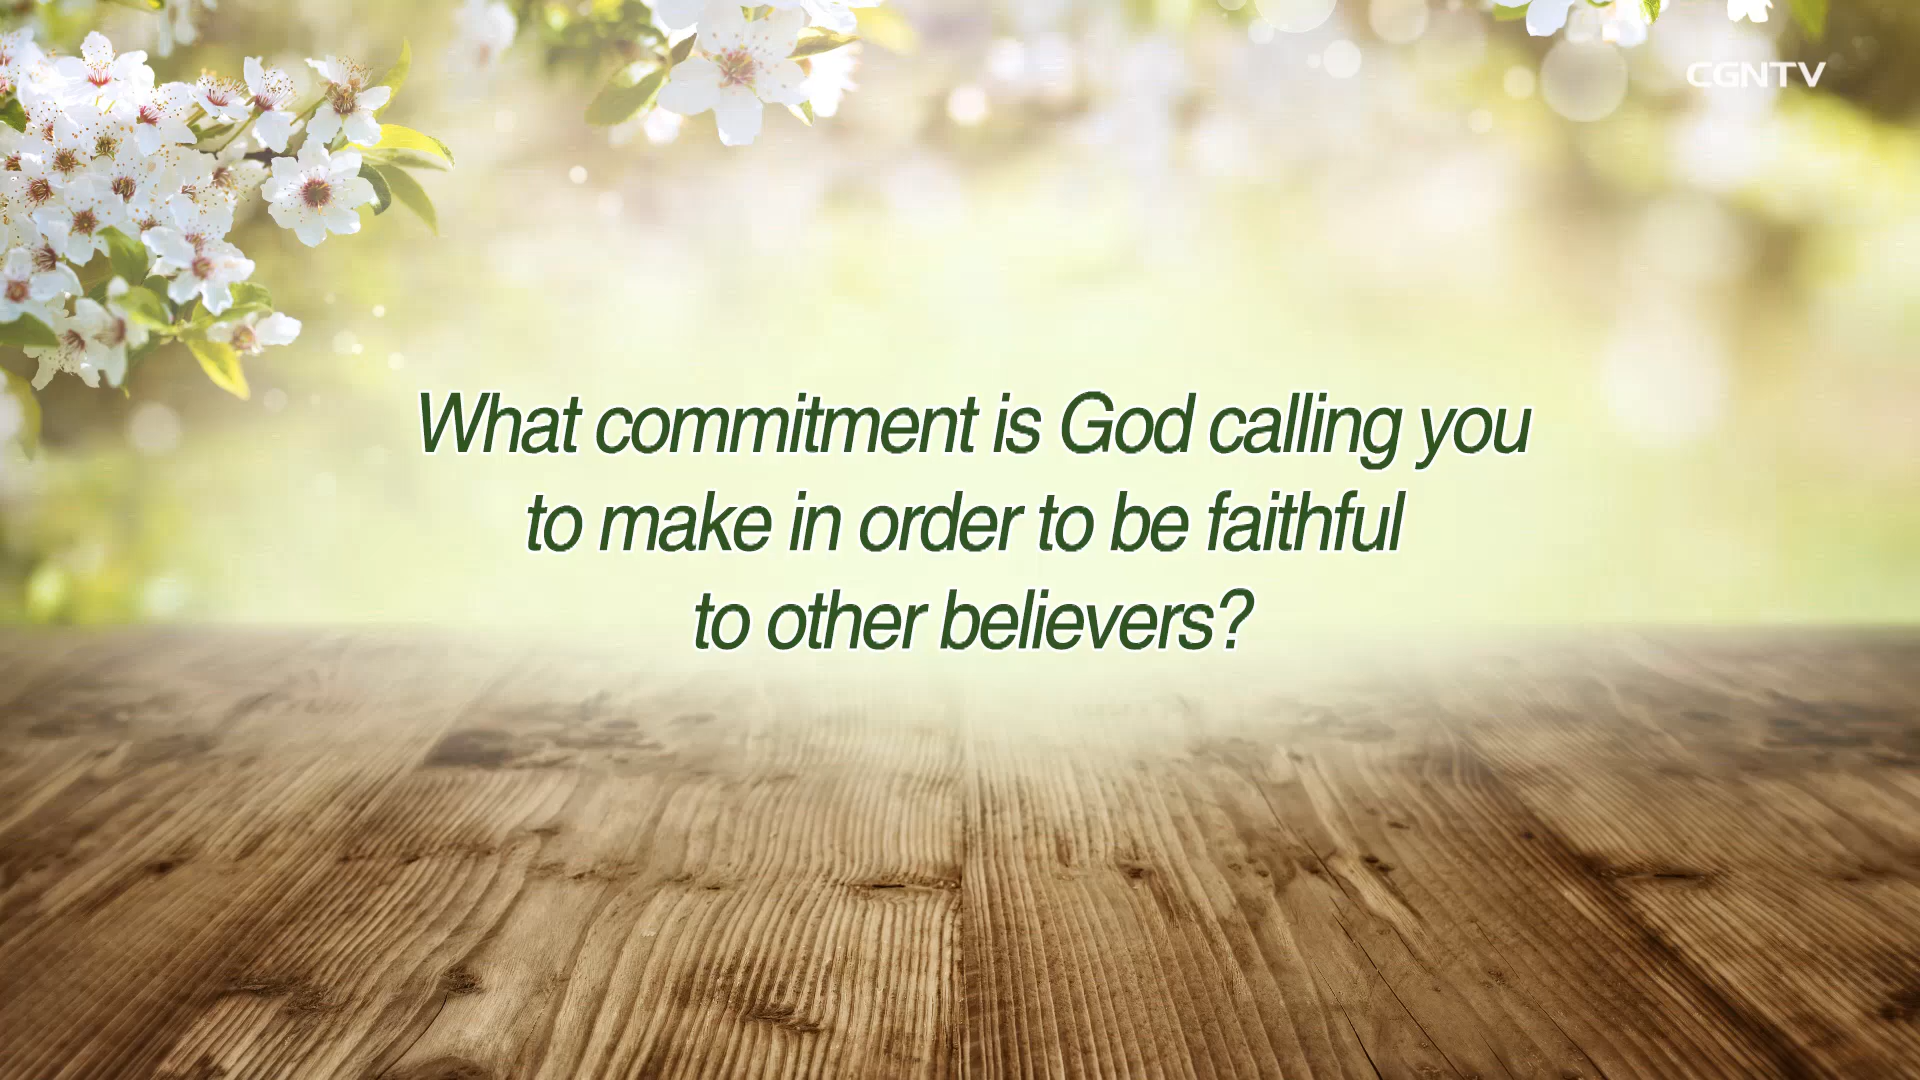 CGNTV
What commitment is God calling you
to make in order to be faithful
to other believers?